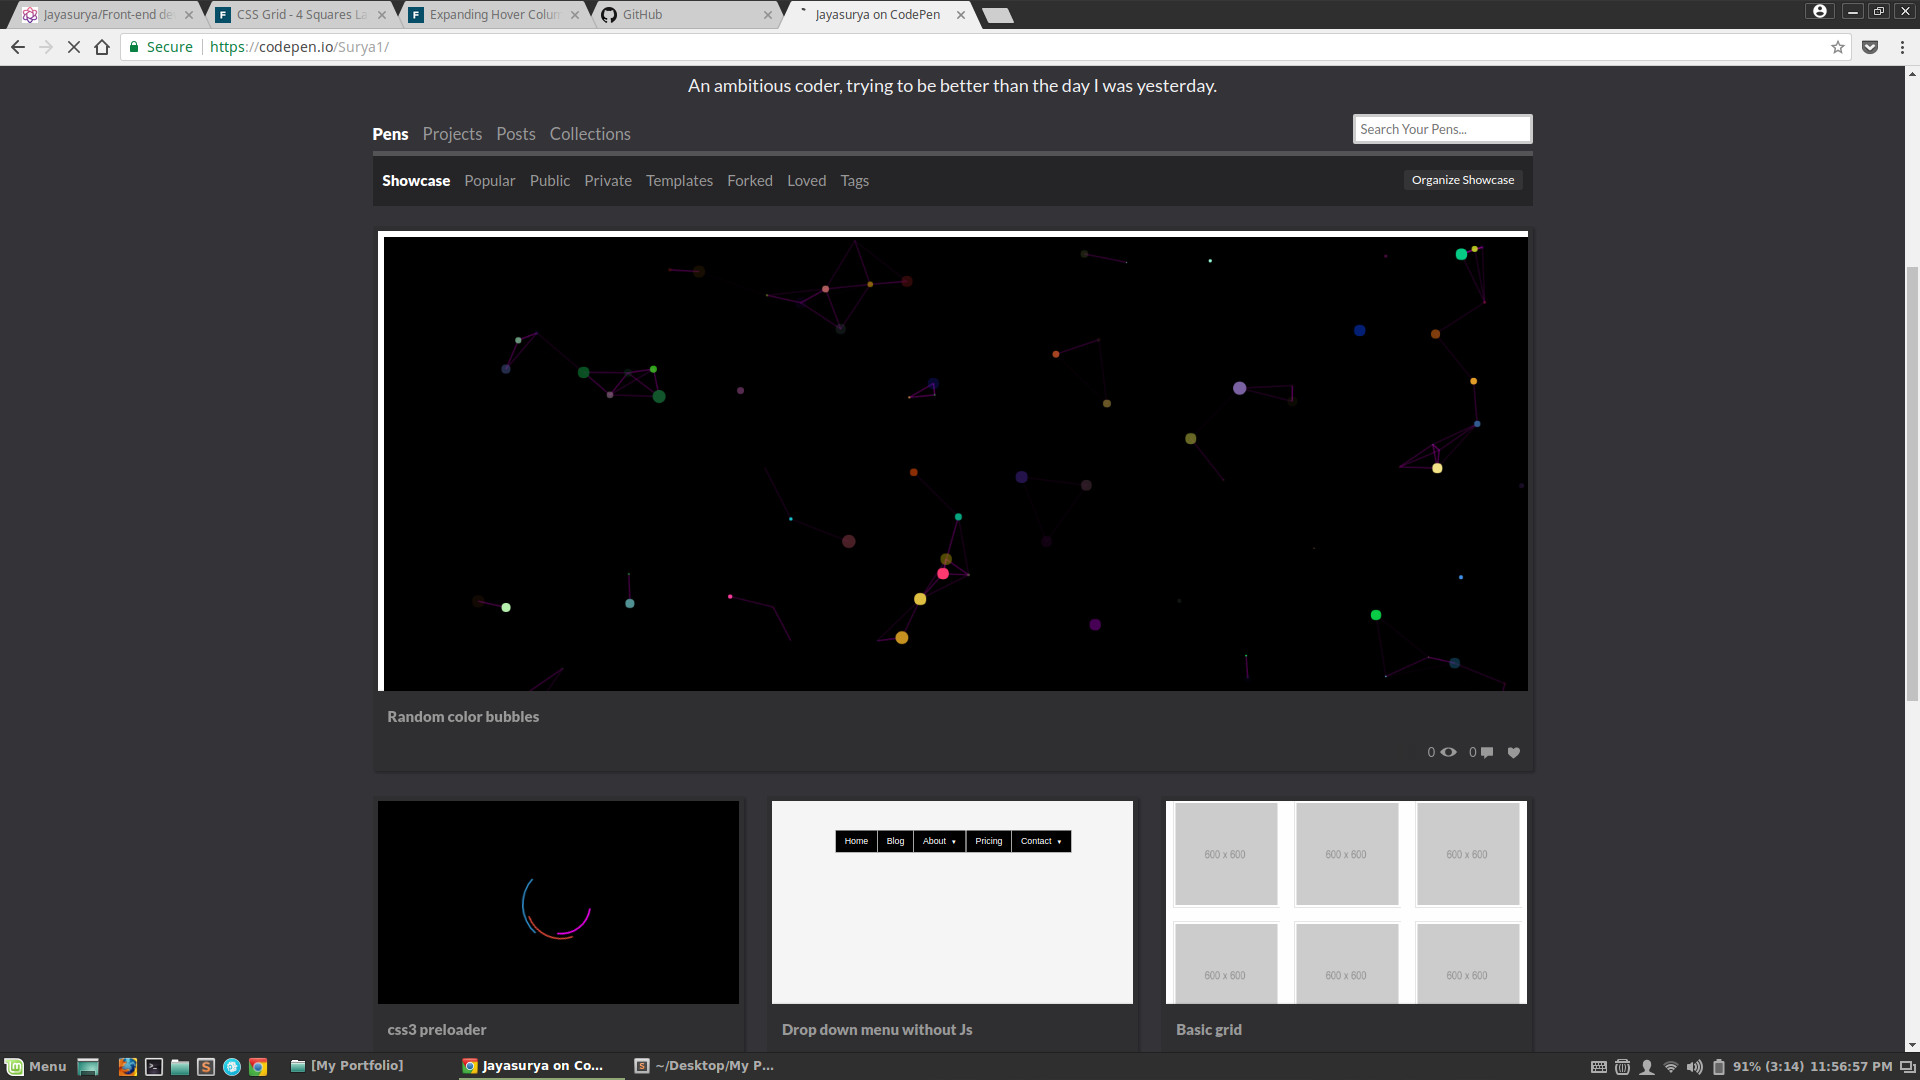 Jayasurya/Front-end de
CSS Grid - 4 Squares La
Expanding Hover Colum
GitHub
Jayasurya on CodePen
Secure https://codepen.io/Surya1/
An ambitious coder, trying to be better than the day I was yesterday.
Pens Projects Posts Collections
Search Your Pens...
Showcase Popular Public Private Templates Forked Loved Tags
Organize Showcase
Random color bubbles
0 0
Home Blog About ▾ Pricing Contact ▾
600 x 600 600 x 600 600 x 600
600 x 600 600 x 600 600 x 600
css3 preloader
Drop down menu without Js
Basic grid
Menu [My Portfolio] Jayasurya on Co... ~/Desktop/My P... 91% (3:14) 11:56:57 PM